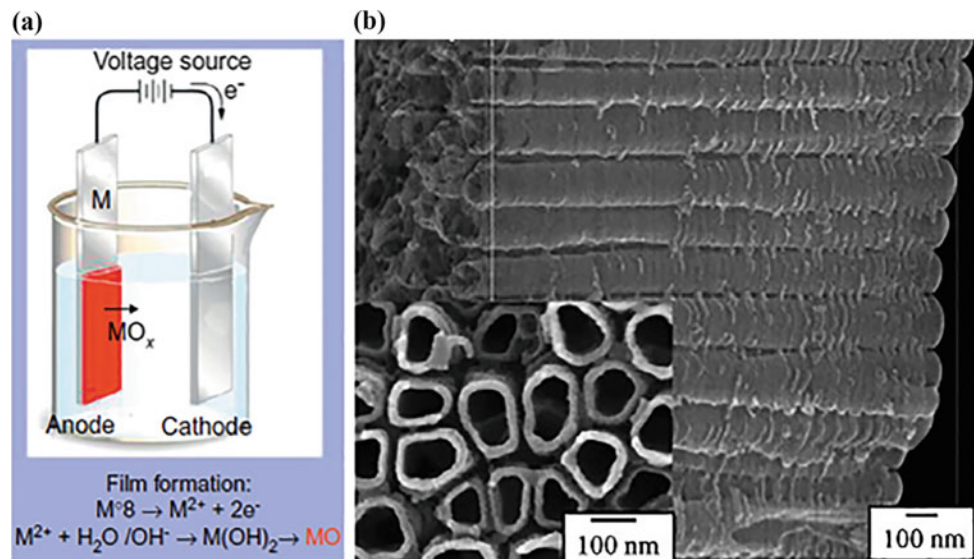 (a)
Voltage source
e⁻
M
MOₓ
Anode
Cathode
Film formation:
M°8 → M²⁺ + 2e⁻
M²⁺ + H₂O /OH⁻ → M(OH)₂→ MO
(b)
100 nm
100 nm